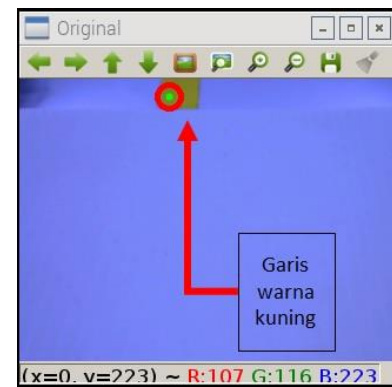 Original
Garis
warna
kuning
(x=0, y=223) ~ R:107 G:116 B:223